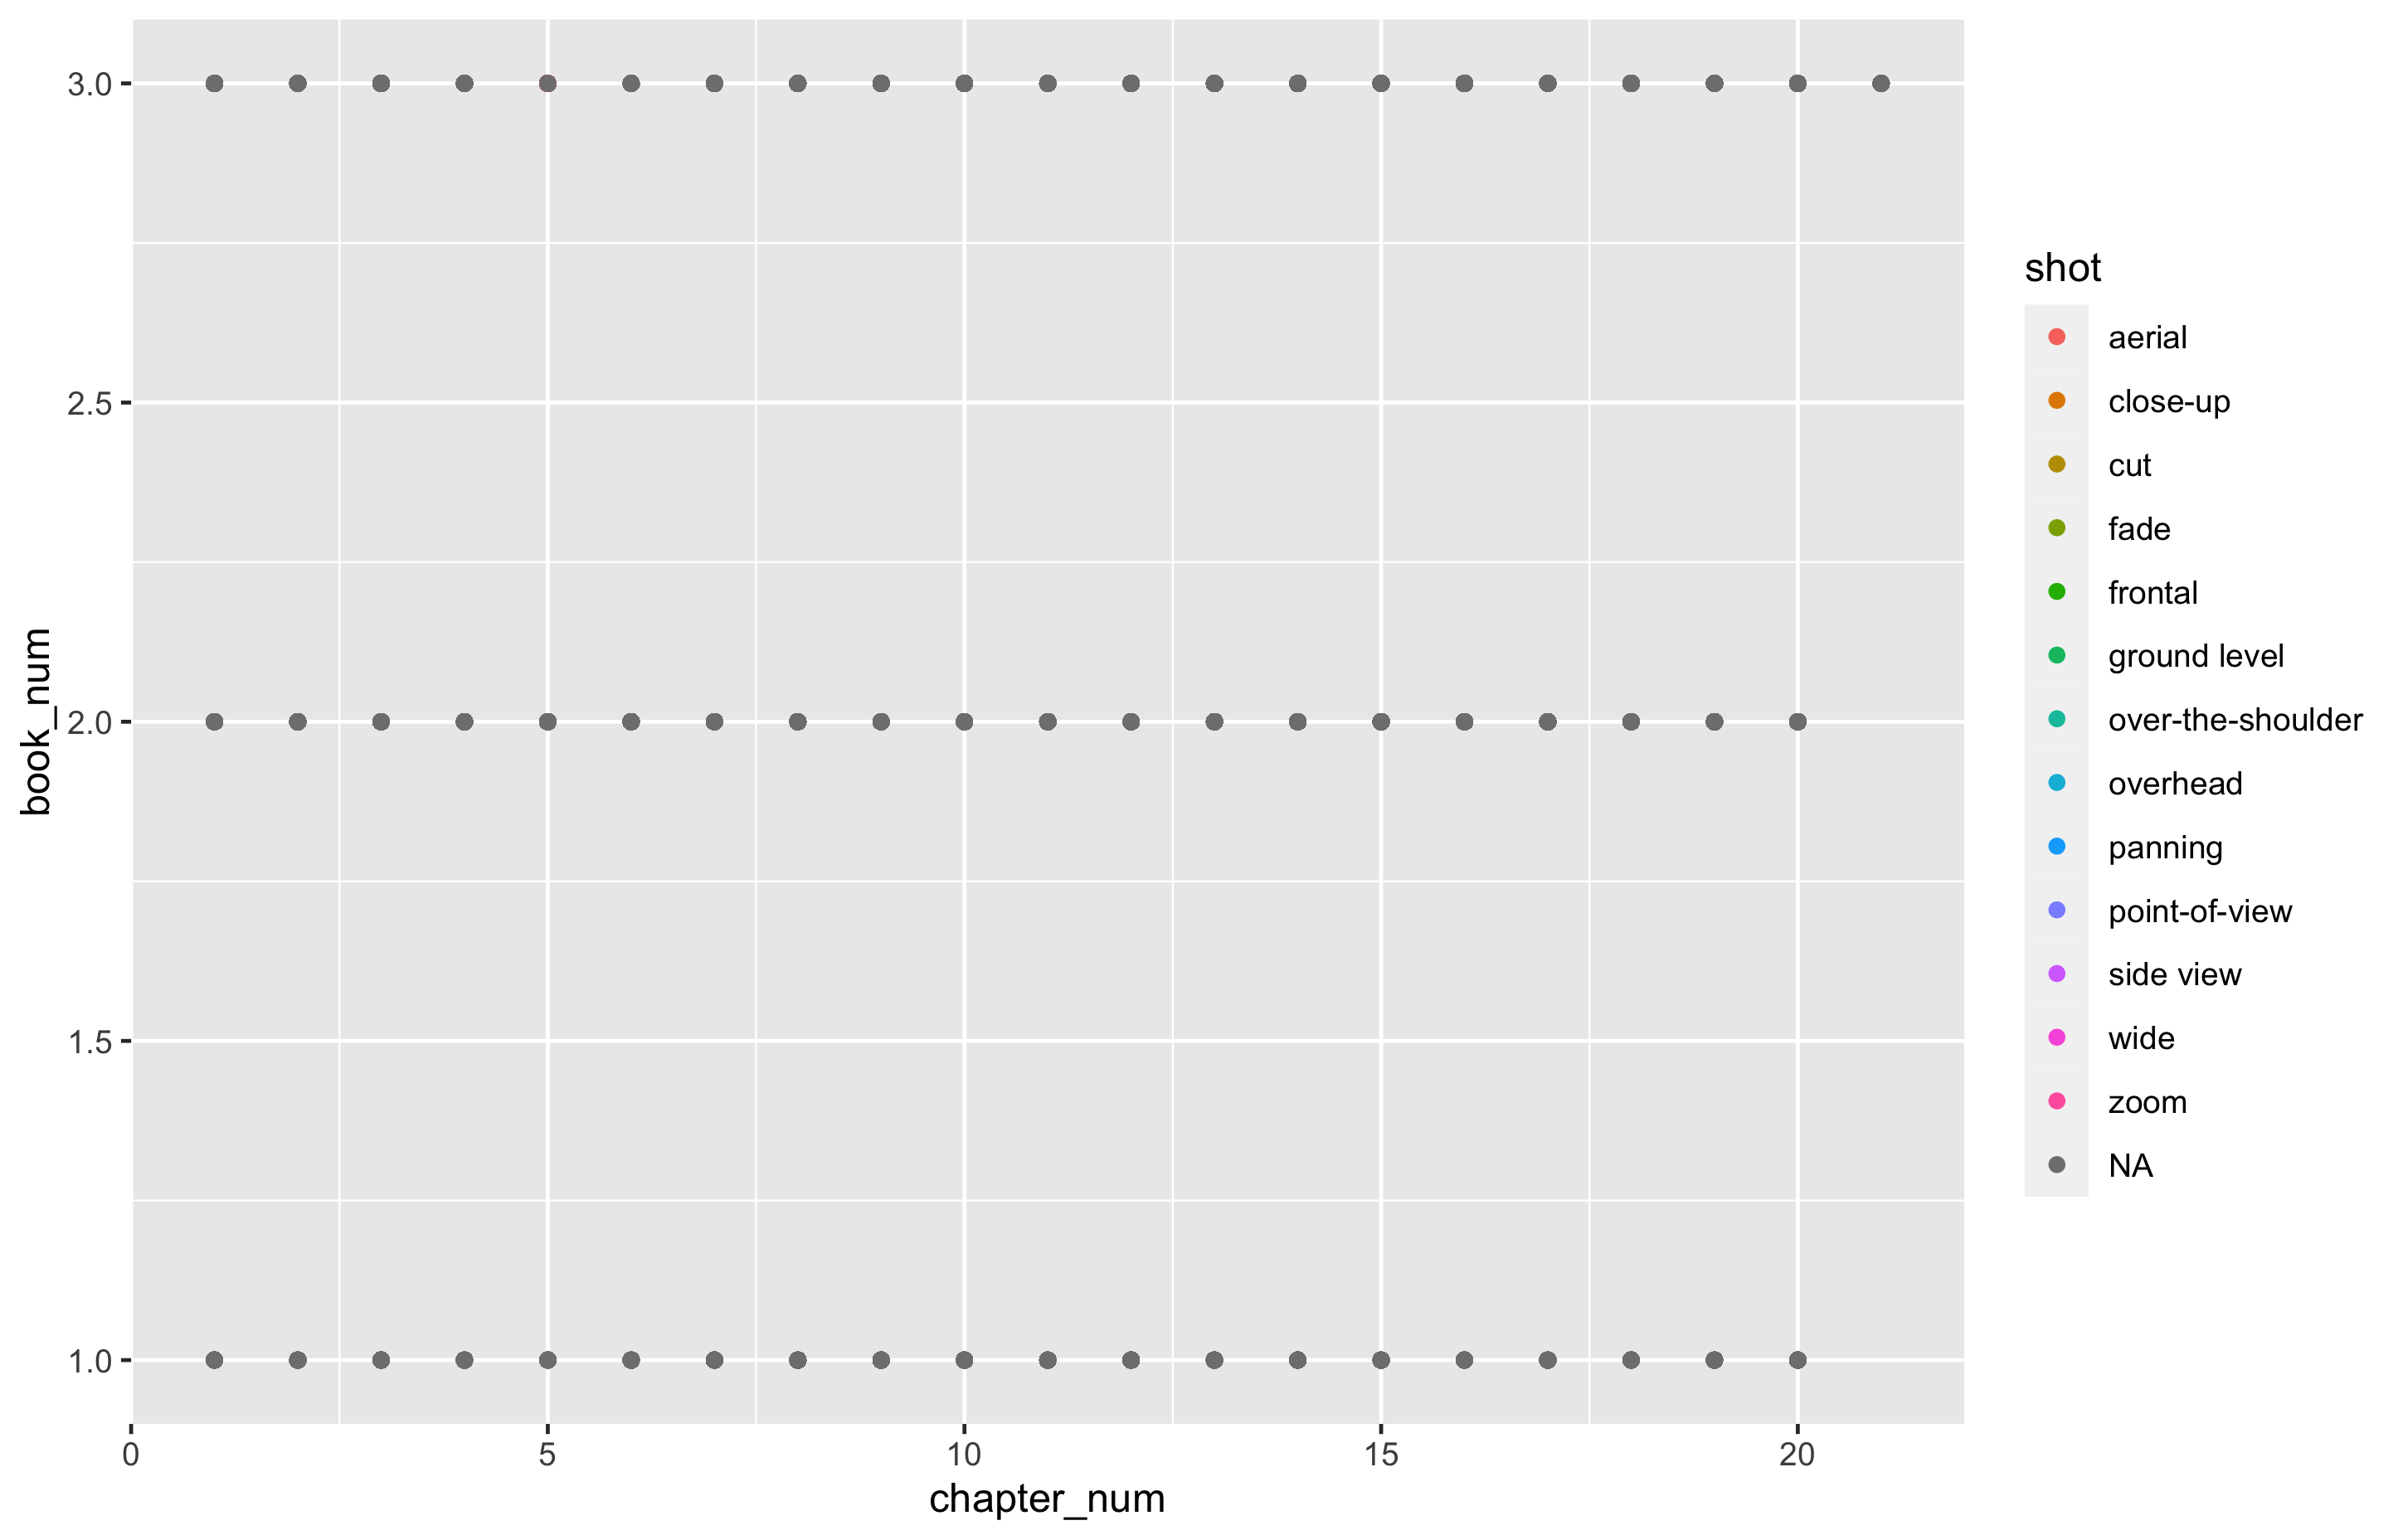 3.0
2.5
2.0
1.5
1.0
book_num
0 5 10 15 20
chapter_num
shot
aerial
close-up
cut
fade
frontal
ground level
over-the-shoulder
overhead
panning
point-of-view
side view
wide
zoom
NA